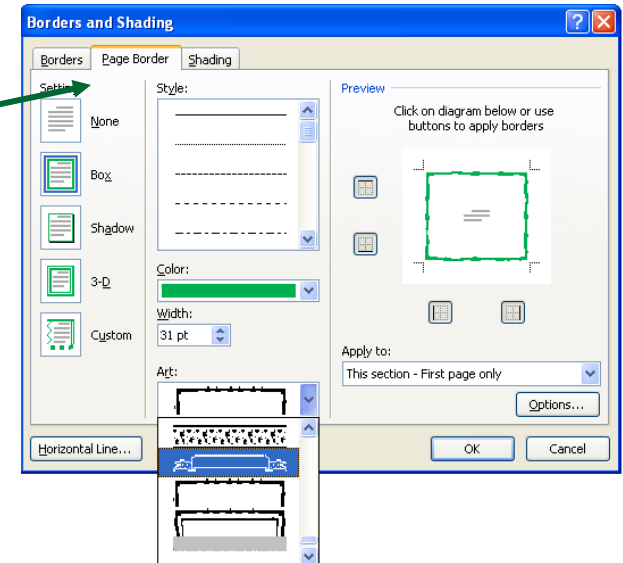 Borders and Shading
Borders Page Border Shading
Setting:
None
Box
Shadow
3-D
Custom
Style:
Color:
Width:
31 pt
Art:
Preview
Click on diagram below or use
buttons to apply borders
Apply to:
This section - First page only
Options...
Horizontal Line...
OK
Cancel